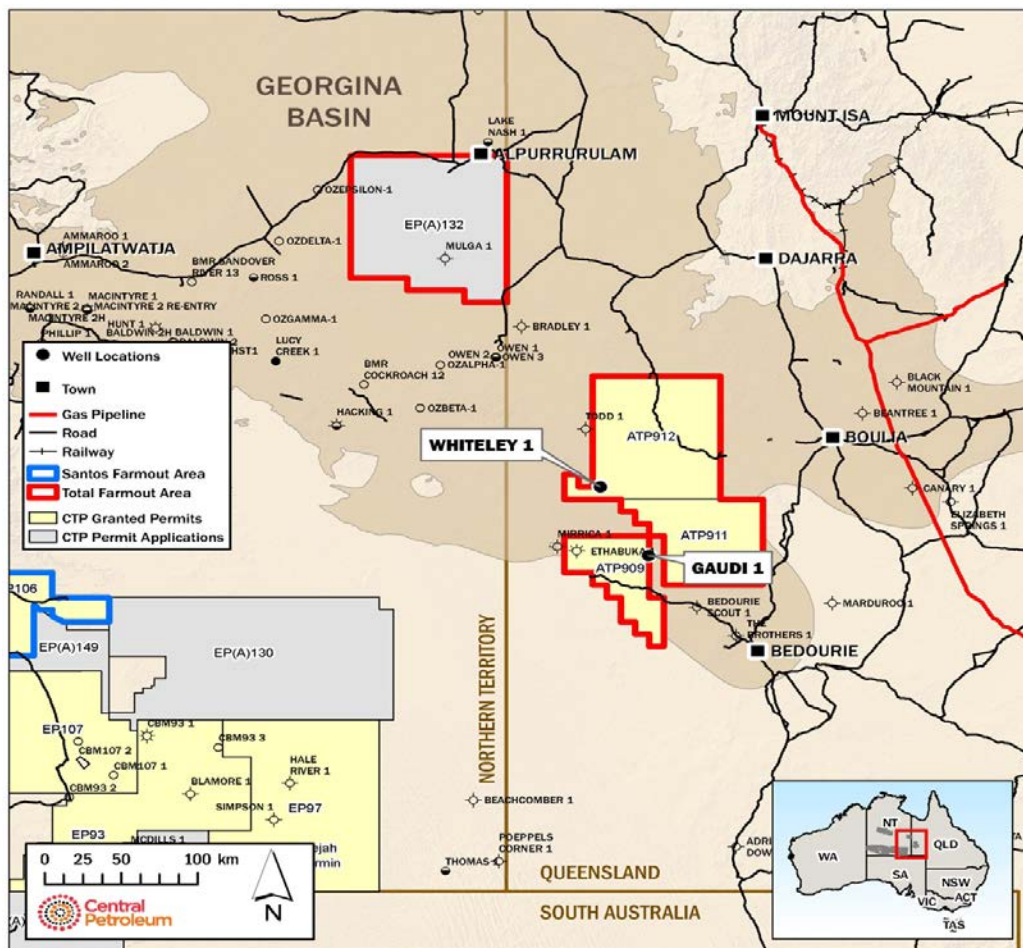 GEORGINA
BASIN
LAKE
NASH 1
ALPURRURULAM
MOUNT ISA
OZEPSILON-1
EP(A)132
MULGA 1
AMPILATWATJA
AMMAROO 1
AMMAROO 2
OZDELTA-1
BMR SANDOVER
RIVER 13
ROSS 1
DAJARRA
RANDALL 1
MACINTYRE 1
MACINTYRE 2
MACINTYRE 2 RE-ENTRY
MACINTYRE 2H
HUNT 1
PHILLIP 1
BALDWIN-2H
BALDWIN 1
HST1
OZGAMMA-1
LUCY
CREEK 1
BRADLEY 1
OWEN 1
OWEN 2
OWEN 3
OZALPHA-1
BMR
COCKROACH 12
OZBETA-1
HACKING 1
BLACK
MOUNTAIN 1
BEANTREE 1
BOULIA
TODD 1
ATP912
WHITELEY 1
CANARY 1
ELIZABETH
SPRINGS 1
MIRRICA 1
ETHABUKA
ATP911
ATP909
GAUDI 1
BEDOURIE
SCOUT 1
MARDUROO 1
THE
BROTHERS 1
BEDOURIE
Well Locations
Town
Gas Pipeline
Road
Railway
Santos Farmout Area
Total Farmout Area
CTP Granted Permits
CTP Permit Applications
P106
EP(A)149
EP(A)130
EP107
CBM93 1
CBM107 2
CBM93 3
CBM107 1
CBM93 2
HALE
RIVER 1
BLAMORE 1
SIMPSON 1
EP97
EP93
MCDILLS 1
NORTHERN TERRITORY
BEACHCOMBER 1
POEPPELS
CORNER 1
THOMAS 1
QUEENSLAND
SOUTH AUSTRALIA
0 25 50 100 km
N
Central
Petroleum
NT
QLD
WA
SA
NSW
ACT
VIC
TAS